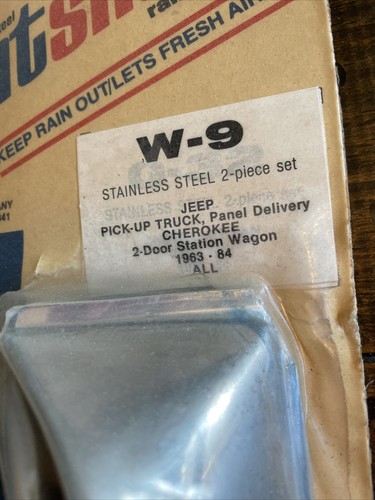 KEEP RAIN OUT/LETS FRESH AIR
W-9
STAINLESS STEEL 2-piece set
JEEP
PICK-UP TRUCK, Panel Delivery
CHEROKEE
2-Door Station Wagon
1963 - 84
ALL